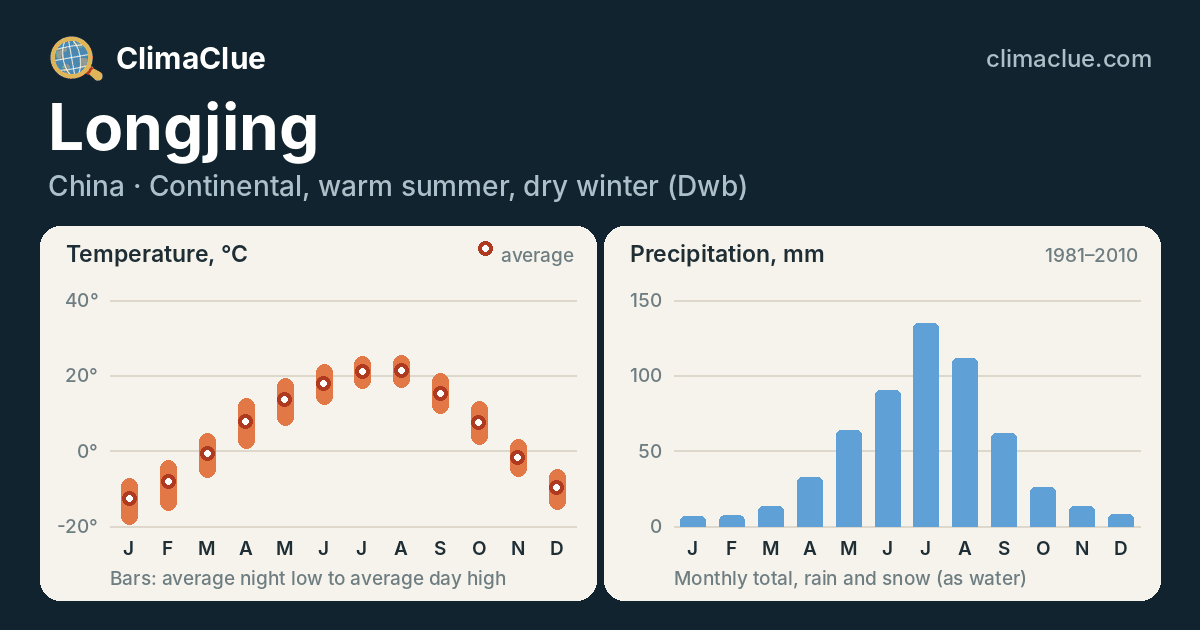 ClimaClue
climaclue.com
Longjing
China · Continental, warm summer, dry winter (Dwb)
Temperature, °C
average
40°
20°
0°
-20°
J F M A M J J A S O N D
Bars: average night low to average day high
Precipitation, mm
1981–2010
150
100
50
0
J F M A M J J A S O N D
Monthly total, rain and snow (as water)